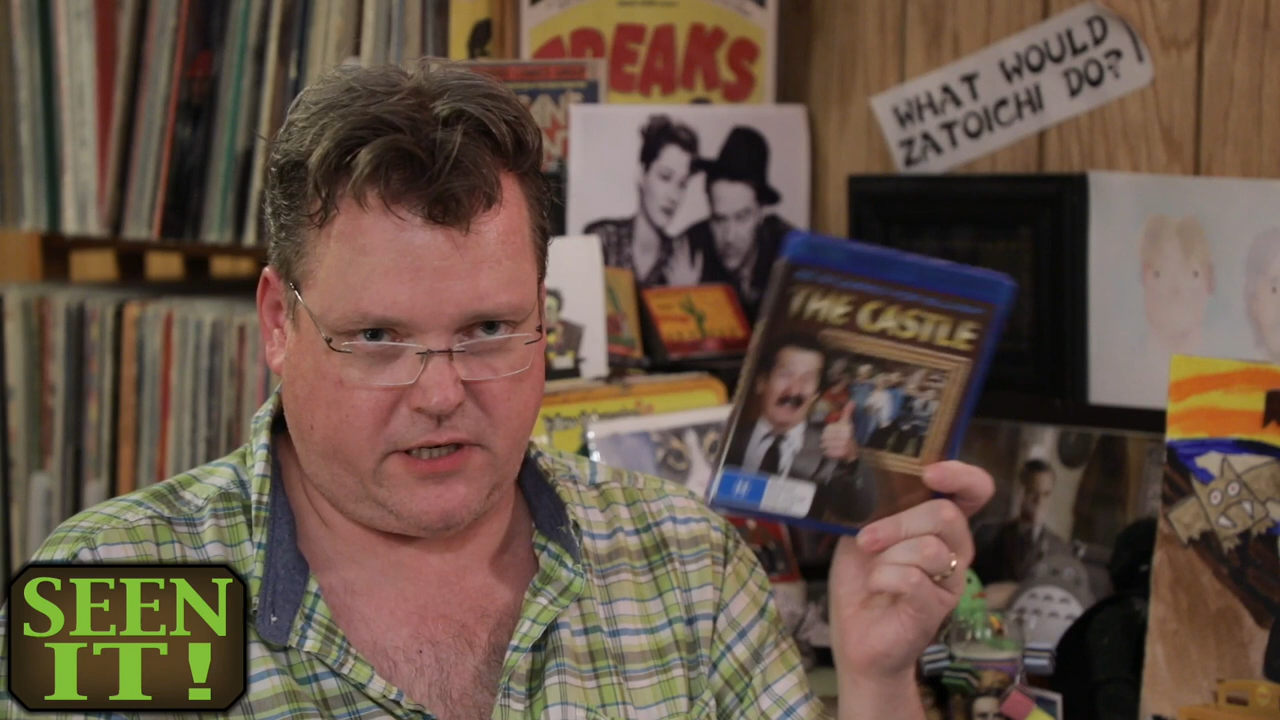 FREAKS
WHAT WOULD
ZATOICHI DO?
THE CASTLE
M
SEEN
IT!